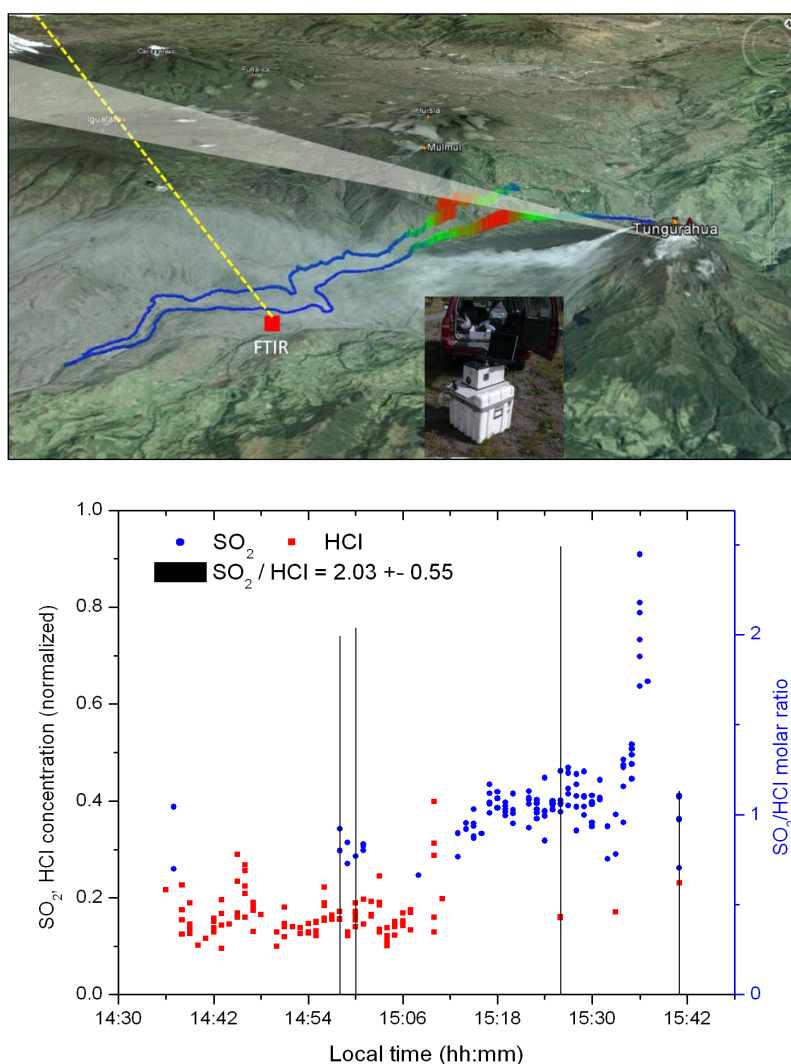 Igualata
Huisla
Mulmul
Tungurahua
FTIR
1.0
0.8
0.6
0.4
0.2
0.0
SO2, HCl concentration (normalized)
SO2 HCl
SO2 / HCl = 2.03 +- 0.55
2
1
0
SO2/HCl molar ratio
14:30 14:42 14:54 15:06 15:18 15:30 15:42
Local time (hh:mm)